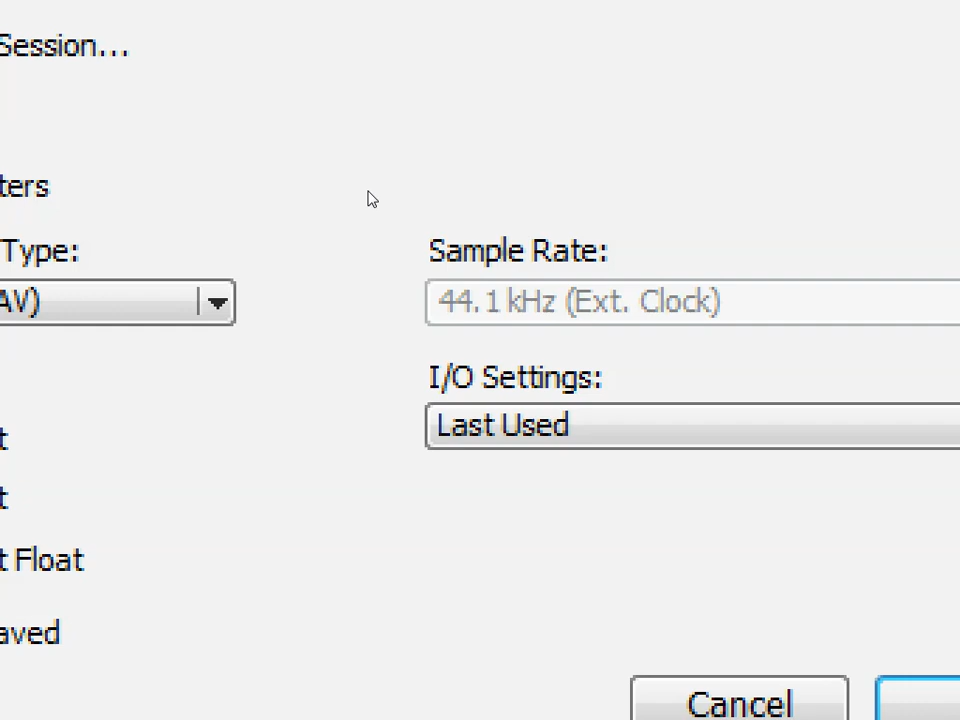 Session...
ters
Type:
AV)
Sample Rate:
44.1 kHz (Ext. Clock)
I/O Settings:
Last Used
t
t
t Float
aved
Cancel